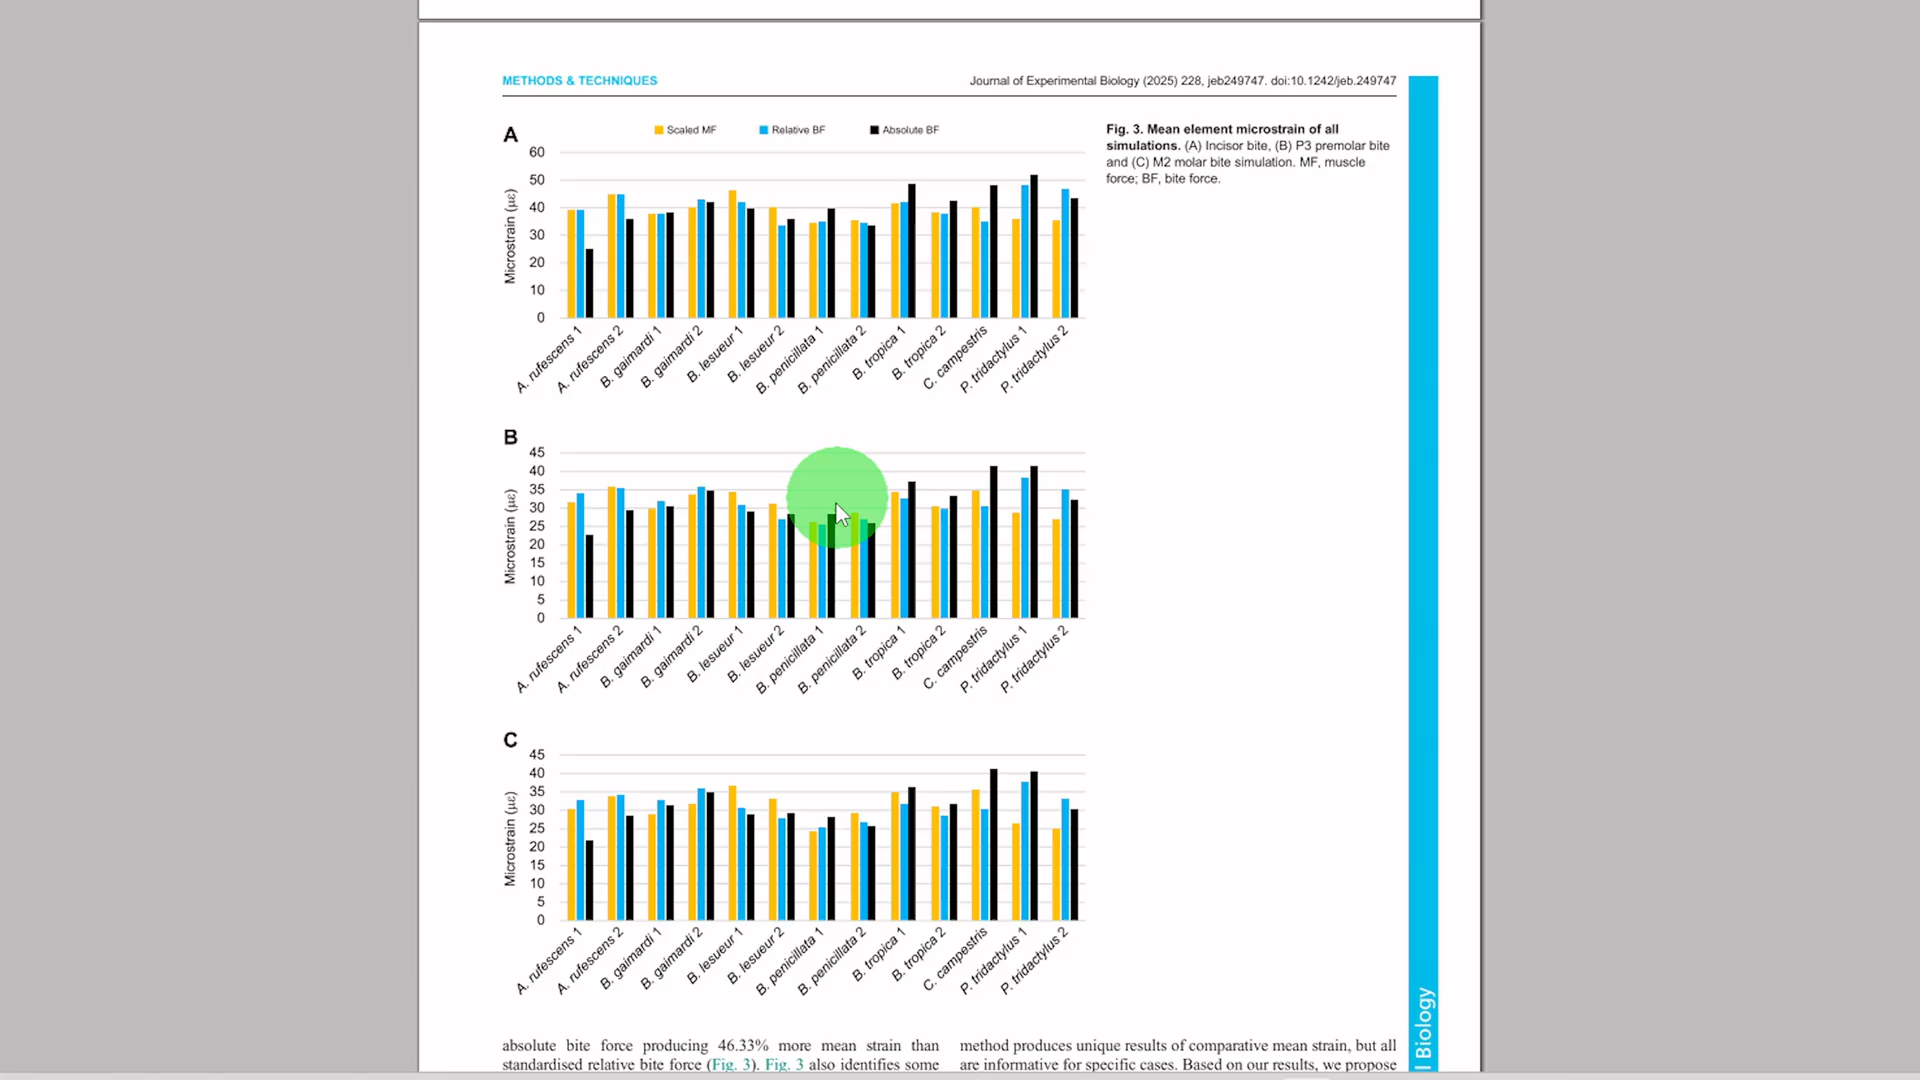 METHODS & TECHNIQUES
Journal of Experimental Biology (2025) 228, jeb249747. doi:10.1242/jeb.249747
A
Scaled MF
Relative BF
Absolute BF
Microstrain (µε)
60
50
40
30
20
10
0
A. rufescens 1
A. rufescens 2
B. gaimardi 1
B. gaimardi 2
B. lesueur 1
B. lesueur 2
B. penicillata 1
B. penicillata 2
B. tropica 1
B. tropica 2
C. campestris
P. tridactylus 1
P. tridactylus 2
Fig. 3. Mean element microstrain of all
simulations. (A) Incisor bite, (B) P3 premolar bite
and (C) M2 molar bite simulation. MF, muscle
force; BF, bite force.
B
Microstrain (µε)
45
40
35
30
25
20
15
10
5
0
A. rufescens 1
A. rufescens 2
B. gaimardi 1
B. gaimardi 2
B. lesueur 1
B. lesueur 2
B. penicillata 1
B. penicillata 2
B. tropica 1
B. tropica 2
C. campestris
P. tridactylus 1
P. tridactylus 2
C
Microstrain (µε)
45
40
35
30
25
20
15
10
5
0
A. rufescens 1
A. rufescens 2
B. gaimardi 1
B. gaimardi 2
B. lesueur 1
B. lesueur 2
B. penicillata 1
B. penicillata 2
B. tropica 1
B. tropica 2
C. campestris
P. tridactylus 1
P. tridactylus 2
absolute bite force producing 46.33% more mean strain than
standardised relative bite force (Fig. 3). Fig. 3 also identifies some
method produces unique results of comparative mean strain, but all
are informative for specific cases. Based on our results, we propose
Biology